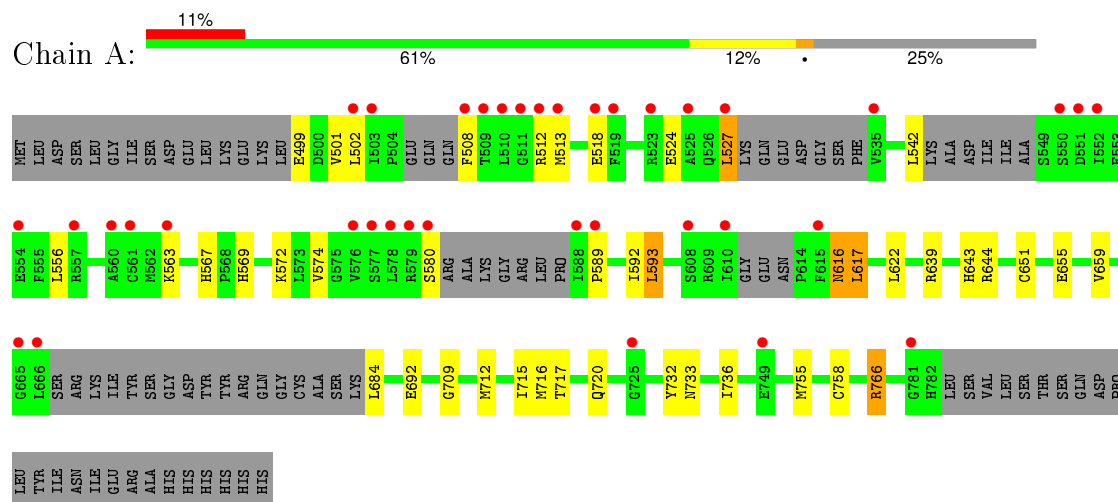 11%
Chain A:
61% 12% • 25%
MET LEU ASP SER LEU GLY ILE SER ASP GLU LEU LYS GLU LYS LEU E499 D500 V501 L502 I503 P504 GLU GLN GLN F508 T509 L510 G511 R512 M513 E518 F519 R523 E524 A525 Q526 L527 LYS GLN GLU ASP GLY SER PHE V535 L542 LYS ALA ASP ILE ILE ALA S549 S550 D551 I552 E553
E554 F555 L556 R557 A560 C561 M562 K563 H567 P568 H569 K572 L573 V574 G575 V576 S577 L578 R579 S580 ARG ALA LYS GLY ARG LEU PRO I588 P589 I592 L593 S608 R609 I610 GLY GLU ASN P614 F615 N616 L617 L622 R639 H643 R644 C651 E655 V659
G665 L666 SER ARG LYS ILE TYR SER GLY ASP TYR TYR ARG GLN GLY CYS ALA SER LYS L684 E692 G709 M712 I715 M716 T717 Q720 G725 Y732 N733 I736 E749 M755 C758 R766 G781 H782 LEU SER VAL LEU SER THR SER GLN ASP PRO
LEU TYR ILE ASN ILE GLU ARG ALA HIS HIS HIS HIS HIS HIS